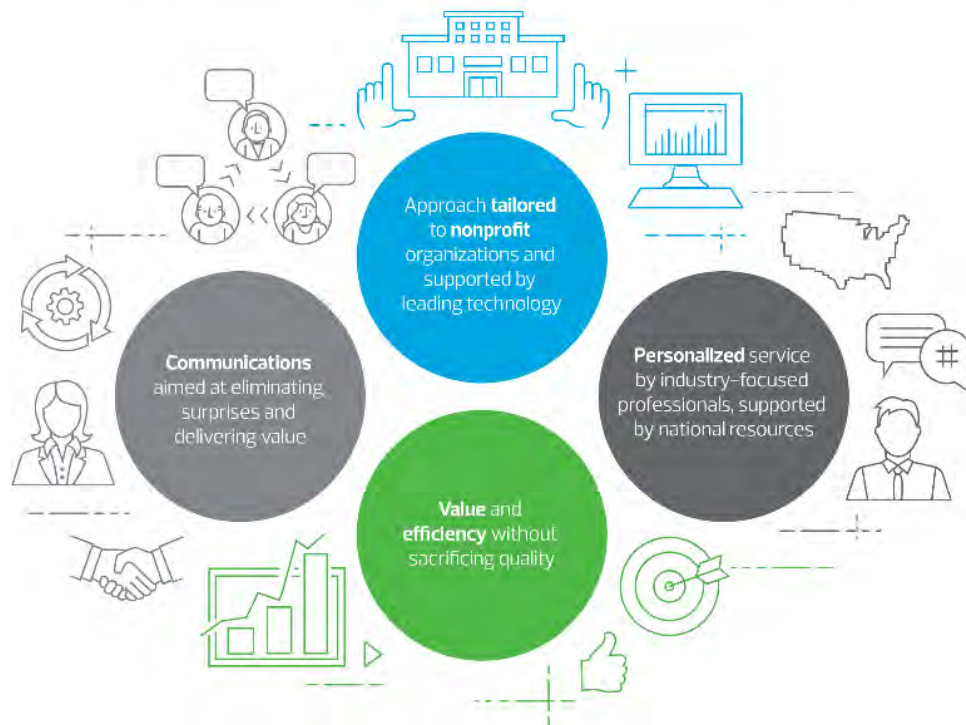 Approach tailored
to nonprofit
organizations and
supported by
leading technology
Communications
aimed at eliminating
surprises and
delivering value
Personalized service
by industry-focused
professionals, supported
by national resources
#
Value and
efficiency without
sacrificing quality